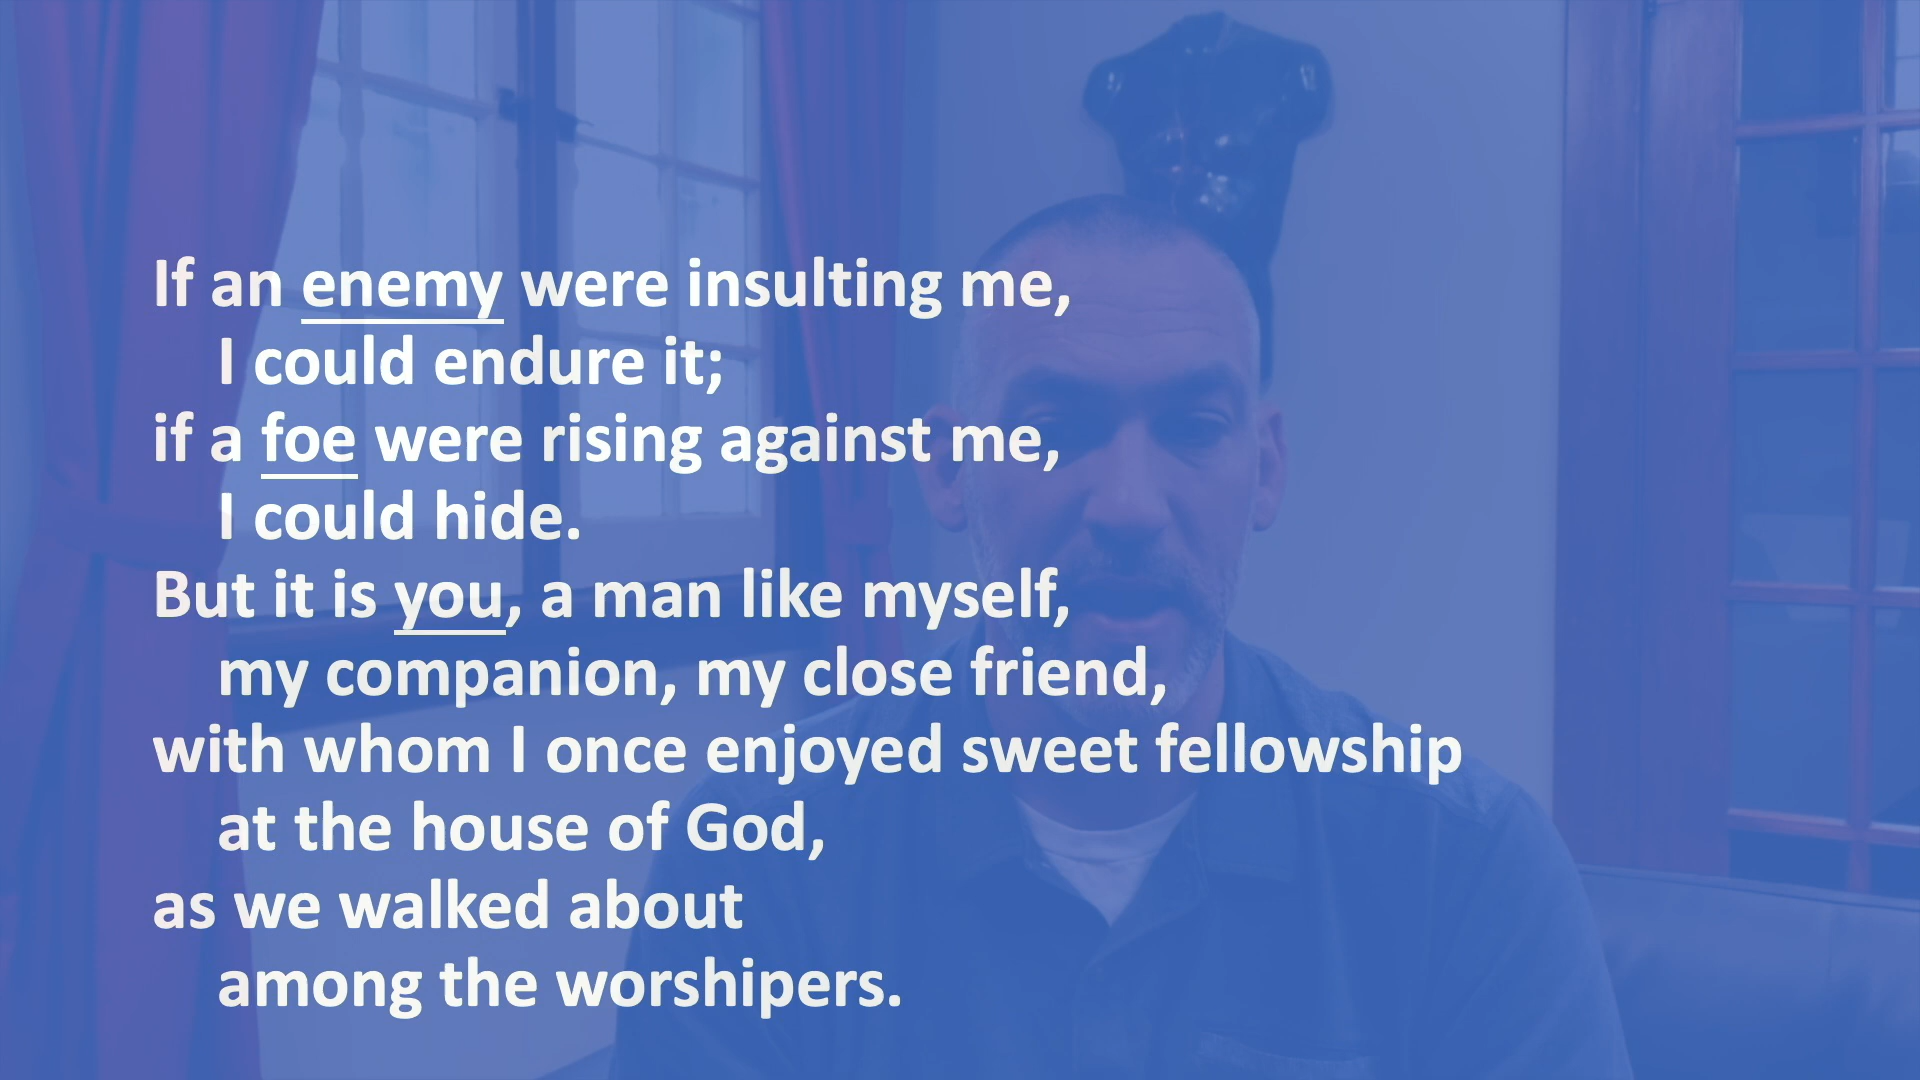 If an enemy were insulting me,
I could endure it;
if a foe were rising against me,
I could hide.
But it is you, a man like myself,
my companion, my close friend,
with whom I once enjoyed sweet fellowship
at the house of God,
as we walked about
among the worshipers.